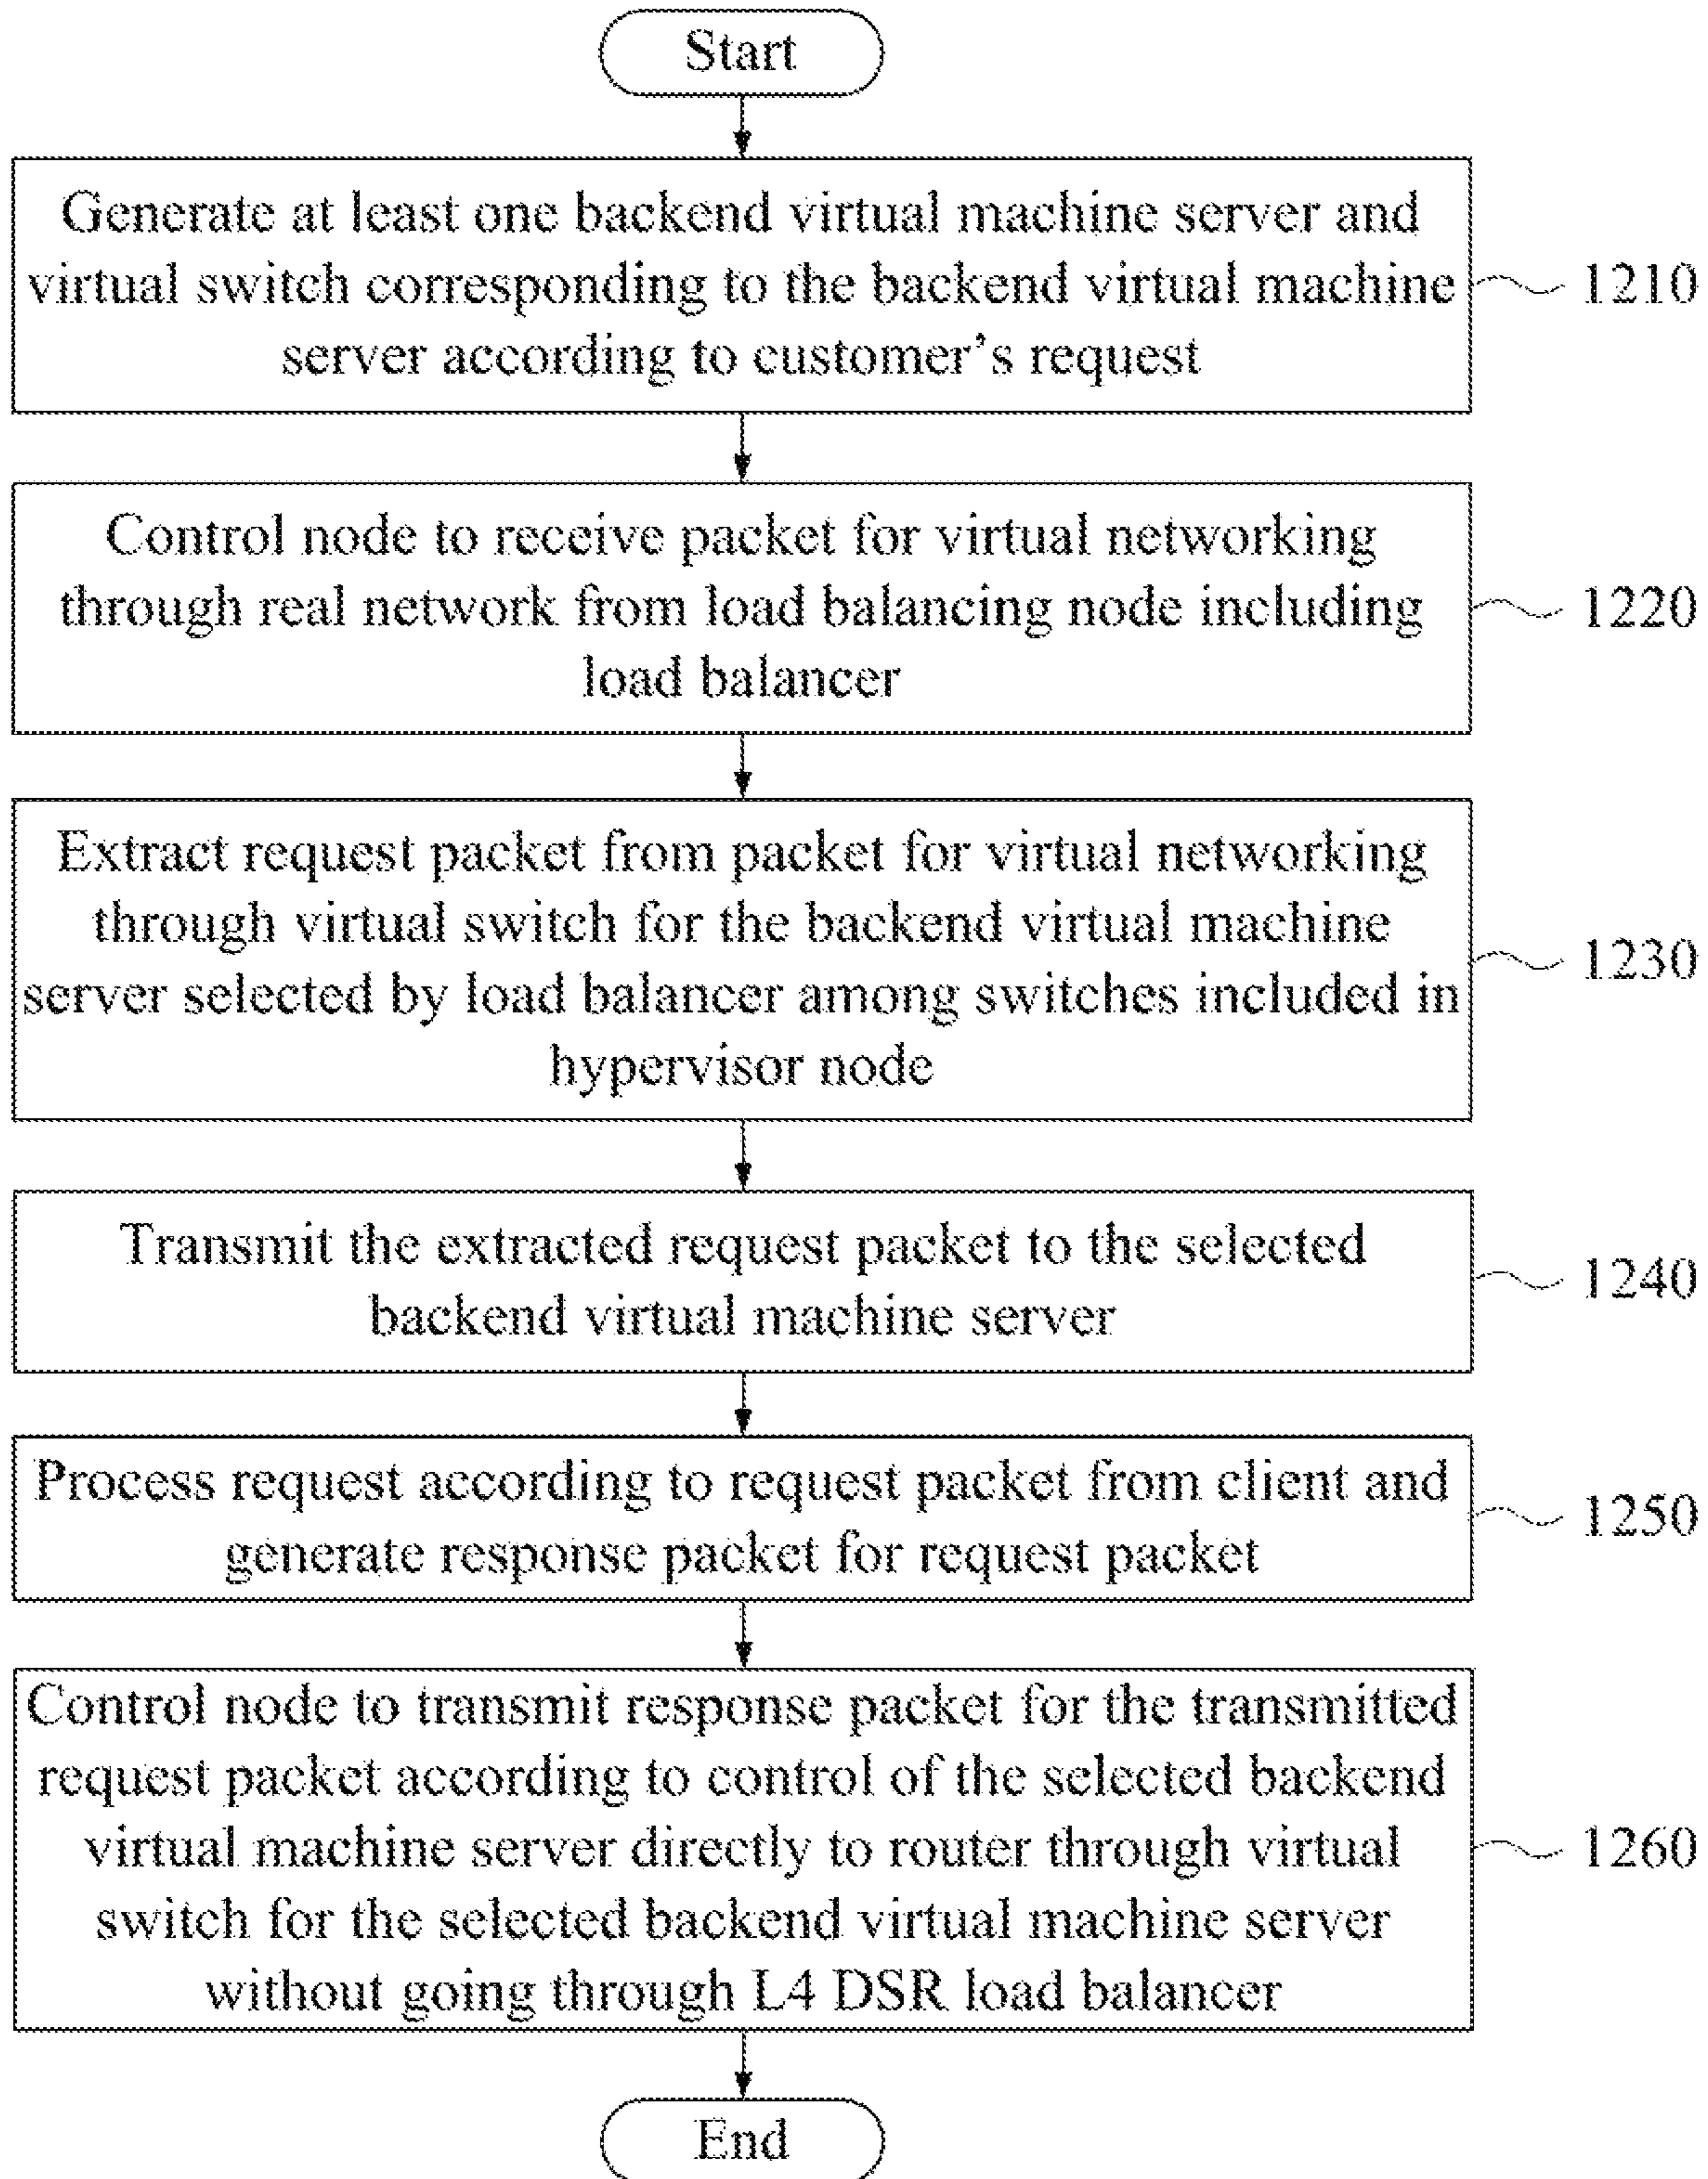 Start
Generate at least one backend virtual machine server and
virtual switch corresponding to the backend virtual machine
server according to customer's request
1210
Control node to receive packet for virtual networking
through real network from load balancing node including
load balancer
1220
Extract request packet from packet for virtual networking
through virtual switch for the backend virtual machine
server selected by load balancer among switches included in
hypervisor node
1230
Transmit the extracted request packet to the selected
backend virtual machine server
1240
Process request according to request packet from client and
generate response packet for request packet
1250
Control node to transmit response packet for the transmitted
request packet according to control of the selected backend
virtual machine server directly to router through virtual
switch for the selected backend virtual machine server
without going through L4 DSR load balancer
1260
End